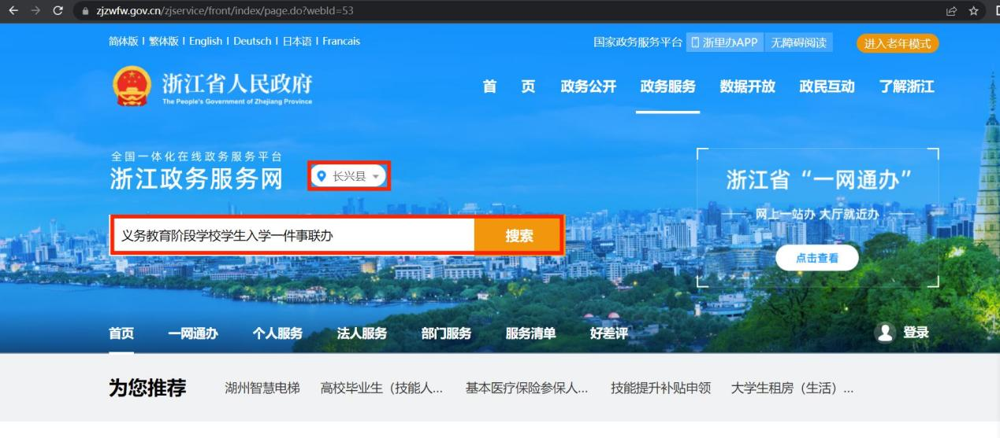 zjzwfw.gov.cn/zjservice/front/index/page.do?webId=53
简体版 | 繁体版 | English | Deutsch | 日本语 | Francais
国家政务服务平台 浙里办APP 无障碍阅读 进入老年模式
浙江省人民政府
The People's Government of Zhejiang Province
首 页 政务公开 政务服务 数据开放 政民互动 了解浙江
全国一体化在线政务服务平台
浙江政务服务网
长兴县
浙江省“一网通办”
网上一站办 大厅就近办
点击查看
义务教育阶段学校学生入学一件事联办
搜索
首页 一网通办 个人服务 法人服务 部门服务 服务清单 好差评 登录
为您推荐 湖州智慧电梯 高校毕业生（技能人... 基本医疗保险参保人... 技能提升补贴申领 大学生租房（生活）...